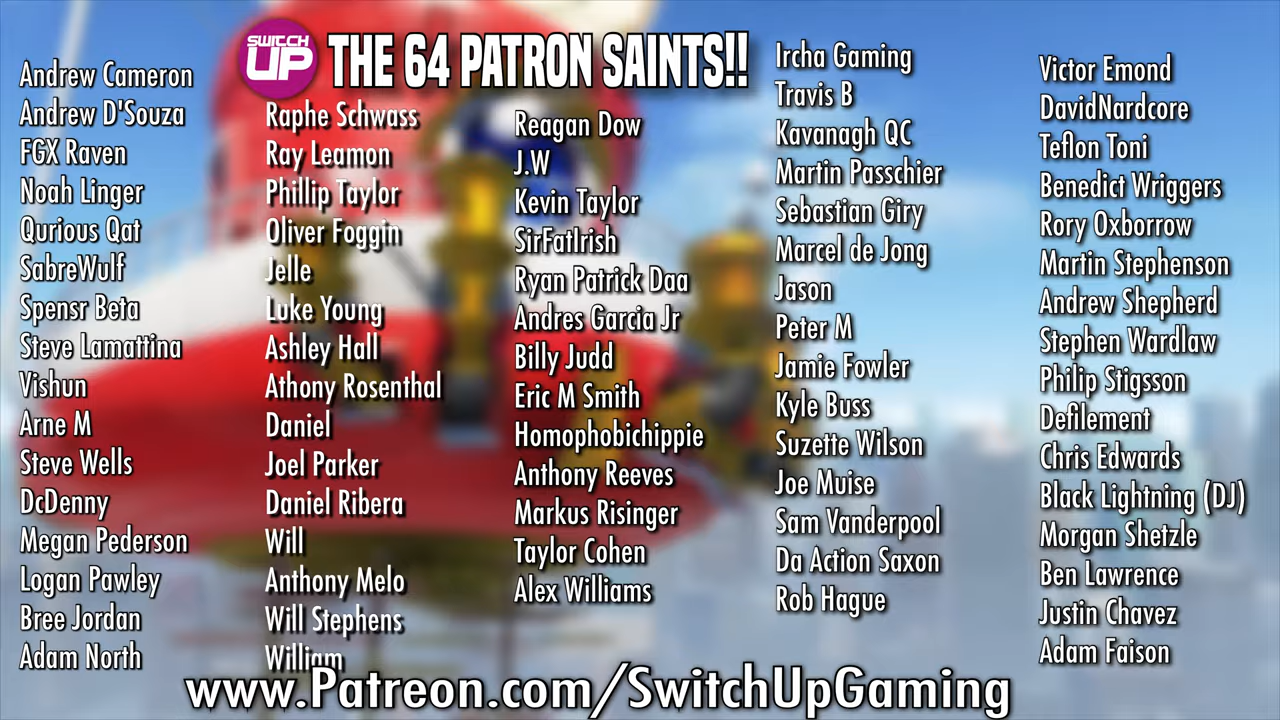 SWITCH
UP
THE 64 PATRON SAINTS!!
Andrew Cameron
Andrew D'Souza
FGX Raven
Noah Linger
Qurious Qat
SabreWulf
Spensr Beta
Steve Lamattina
Vishun
Arne M
Steve Wells
DcDenny
Megan Pederson
Logan Pawley
Bree Jordan
Adam North
Raphe Schwass
Ray Leamon
Phillip Taylor
Oliver Foggin
Jelle
Luke Young
Ashley Hall
Athony Rosenthal
Daniel
Joel Parker
Daniel Ribera
Will
Anthony Melo
Will Stephens
William
Reagan Dow
J.W
Kevin Taylor
SirFatIrish
Ryan Patrick Daa
Andres Garcia Jr
Billy Judd
Eric M Smith
Homophobichippie
Anthony Reeves
Markus Risinger
Taylor Cohen
Alex Williams
Ircha Gaming
Travis B
Kavanagh QC
Martin Passchier
Sebastian Giry
Marcel de Jong
Jason
Peter M
Jamie Fowler
Kyle Buss
Suzette Wilson
Joe Muise
Sam Vanderpool
Da Action Saxon
Rob Hague
Victor Emond
DavidNardcore
Teflon Toni
Benedict Wriggers
Rory Oxborrow
Martin Stephenson
Andrew Shepherd
Stephen Wardlaw
Philip Stigsson
Defilement
Chris Edwards
Black Lightning (DJ)
Morgan Shetzle
Ben Lawrence
Justin Chavez
Adam Faison
www.Patreon.com/SwitchUpGaming